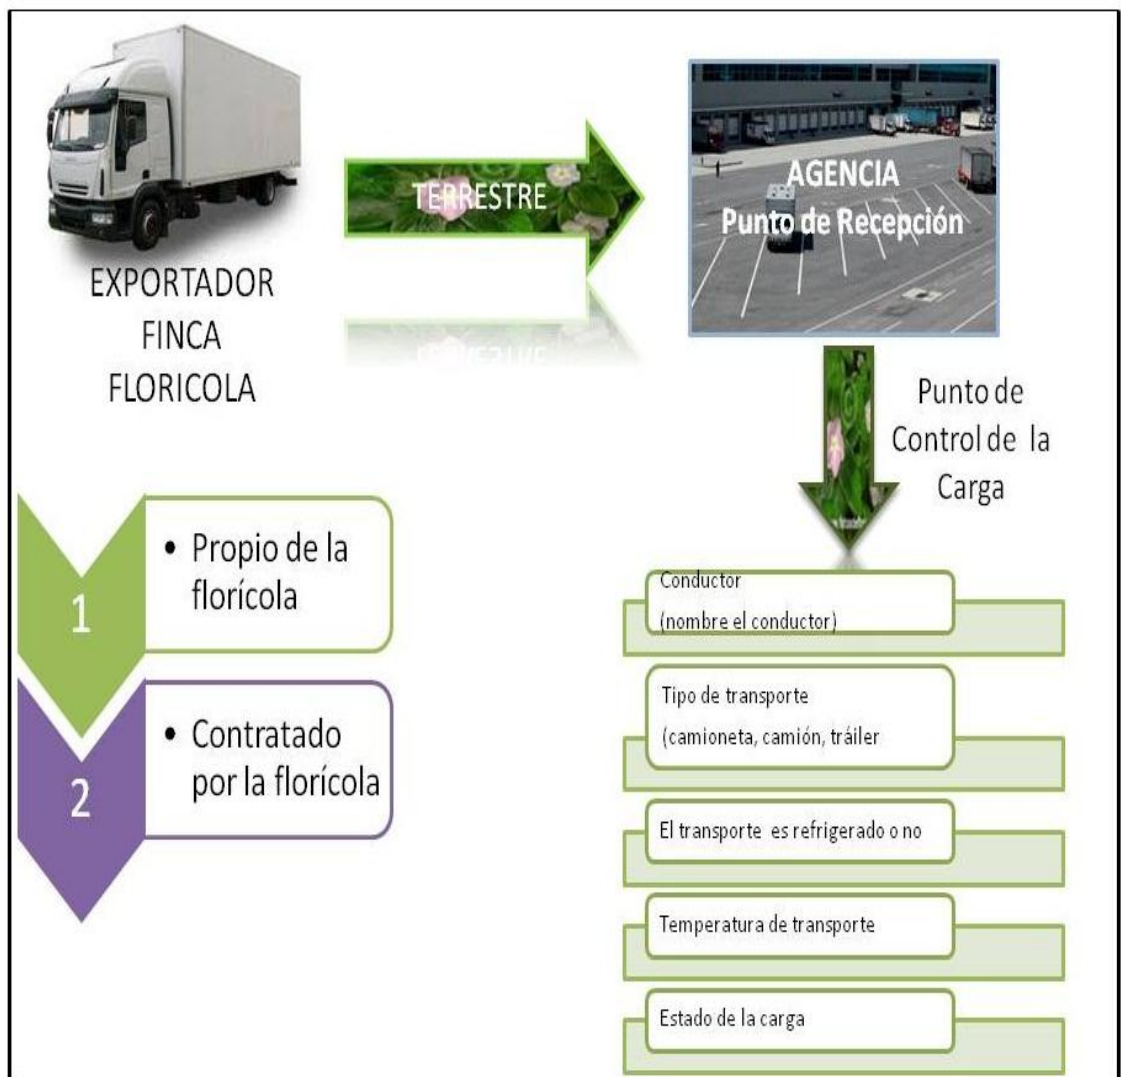 TERRESTRE
AGENCIA
Punto de Recepción
EXPORTADOR
FINCA
FLORICOLA
Punto de
Control de la
Carga
1
• Propio de la
florícola
2
• Contratado
por la florícola
Conductor
(nombre el conductor)
Tipo de transporte
(camioneta, camión, tráiler
El transporte es refrigerado o no
Temperatura de transporte
Estado de la carga